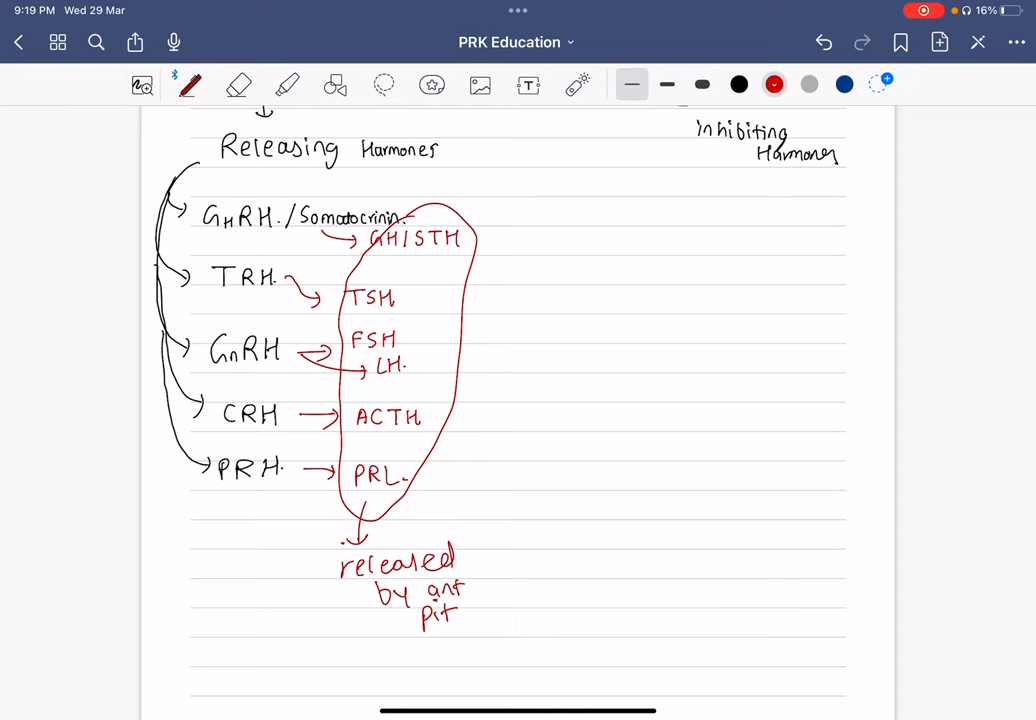 9:19 PM Wed 29 Mar
16%
PRK Education
T
Inhibiting
Harmones
Releasing Harmones
GHRH. / Somatocrinin.
GH/STH
TRH.
TSH
GnRH
FSH
LH.
CRH
ACTH
PRH.
PRL.
released
by ant
pit